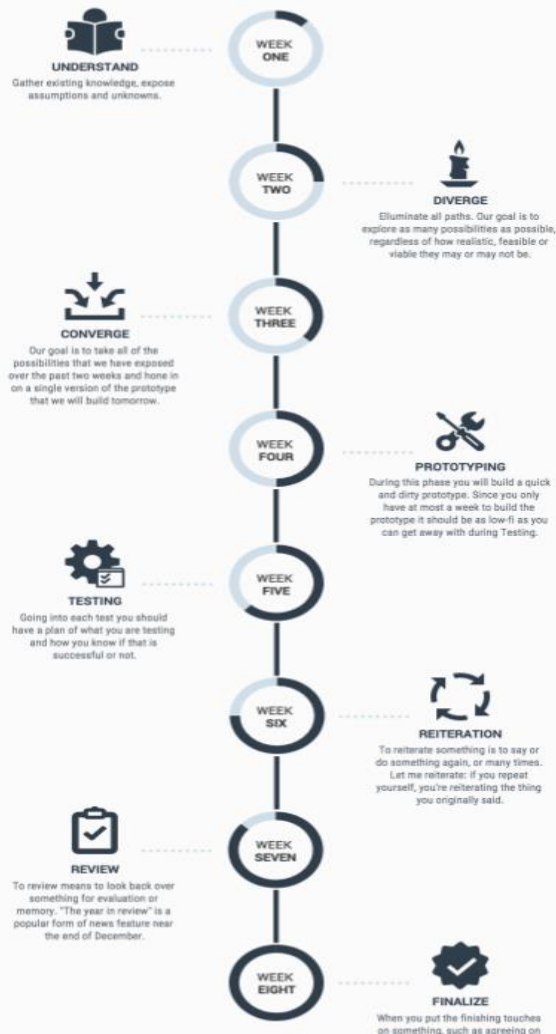 WEEK
ONE
UNDERSTAND
Gather existing knowledge, expose
assumptions and unknowns.
WEEK
TWO
DIVERGE
Elluminate all paths. Our goal is to
explore as many possibilities as possible,
regardless of how realistic, feasible or
viable they may or may not be.
WEEK
THREE
CONVERGE
Our goal is to take all of the
possibilities that we have exposed
over the past two weeks and hone in
on a single version of the prototype
that we will build tomorrow.
WEEK
FOUR
PROTOTYPING
During this phase you will build a quick
and dirty prototype. Since you only
have at most a week to build the
prototype it should be as low-fi as you
can get away with during Testing.
WEEK
FIVE
TESTING
Going into each test you should
have a plan of what you are testing
and how you know if that is
successful or not.
WEEK
SIX
REITERATION
To reiterate something is to say or
do something again, or many times.
Let me reiterate: if you repeat
yourself, you're reiterating the thing
you originally said.
WEEK
SEVEN
REVIEW
To review means to look back over
something for evaluation or
memory. "The year in review" is a
popular form of news feature near
the end of December.
WEEK
EIGHT
FINALIZE
When you put the finishing touches
on something, such as agreeing on